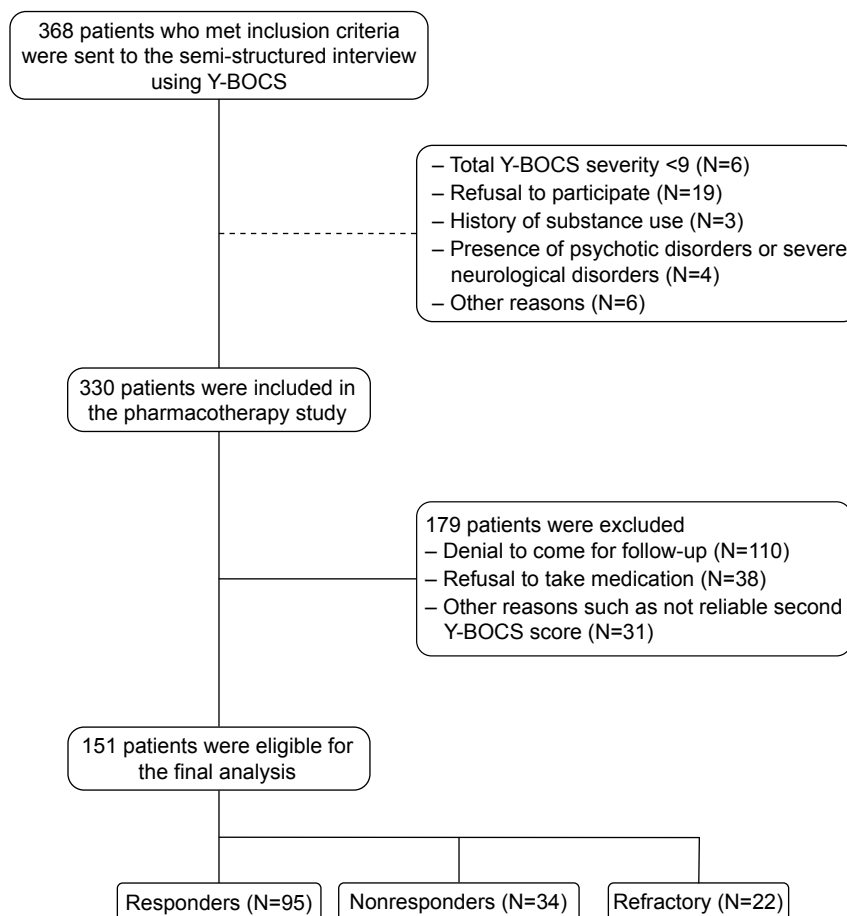 368 patients who met inclusion criteria
were sent to the semi-structured interview
using Y-BOCS
– Total Y-BOCS severity <9 (N=6)
– Refusal to participate (N=19)
– History of substance use (N=3)
– Presence of psychotic disorders or severe
neurological disorders (N=4)
– Other reasons (N=6)
330 patients were included in
the pharmacotherapy study
179 patients were excluded
– Denial to come for follow-up (N=110)
– Refusal to take medication (N=38)
– Other reasons such as not reliable second
Y-BOCS score (N=31)
151 patients were eligible for
the final analysis
Responders (N=95)
Nonresponders (N=34)
Refractory (N=22)